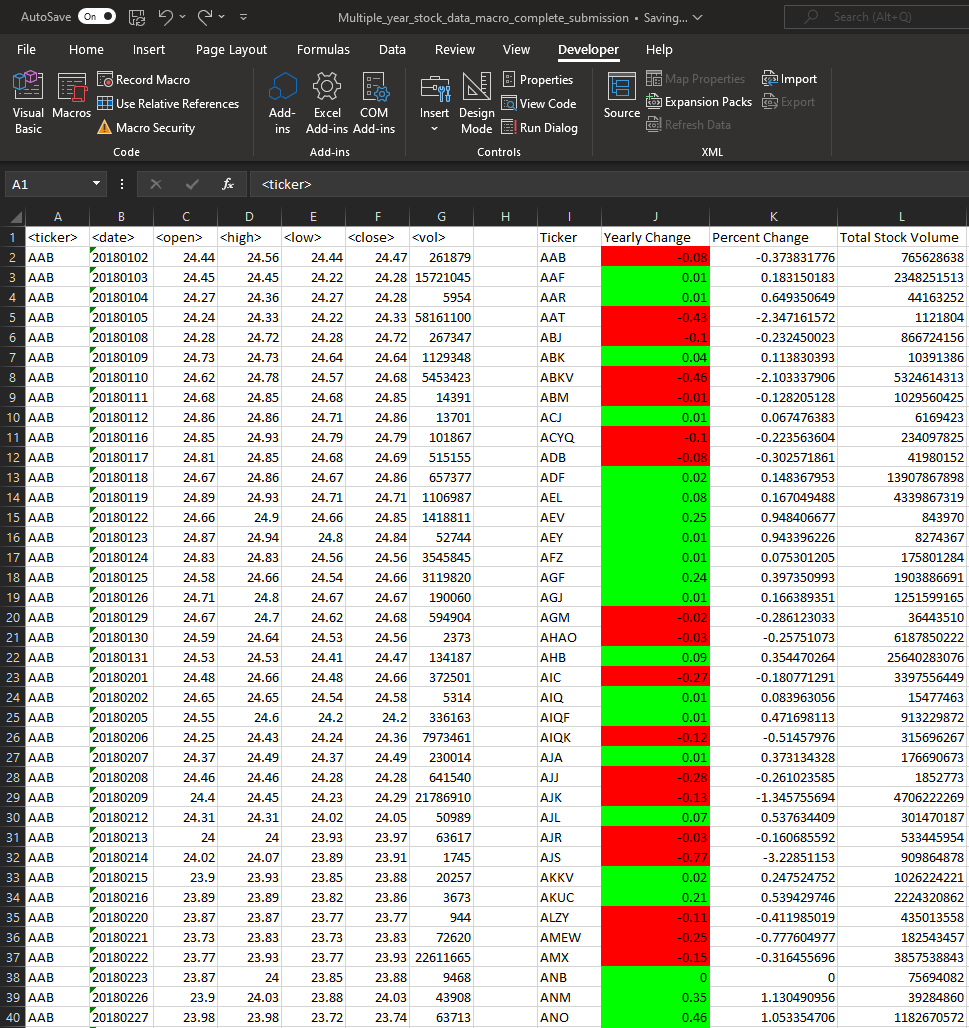 AutoSave On Multiple_year_stock_data_macro_complete_submission • Saving... Search (Alt+Q)
File Home Insert Page Layout Formulas Data Review View Developer Help
Visual Basic Macros Record Macro Use Relative References Macro Security
Add-ins Excel Add-ins COM Add-ins
Insert Design Mode Properties View Code Run Dialog
Source Map Properties Expansion Packs Refresh Data Import Export
Code Add-ins Controls XML
A1 fx <ticker>
A B C D E F G H I J K L
1 <ticker> <date> <open> <high> <low> <close> <vol> Ticker Yearly Change Percent Change Total Stock Volume
2 AAB 20180102 24.44 24.56 24.44 24.47 261879 AAB -0.08 -0.373831776 765628638
3 AAB 20180103 24.45 24.45 24.22 24.28 15721045 AAF 0.01 0.183150183 2348251513
4 AAB 20180104 24.27 24.36 24.27 24.28 5954 AAR 0.01 0.649350649 44163252
5 AAB 20180105 24.24 24.33 24.22 24.33 58161100 AAT -0.43 -2.347161572 1121804
6 AAB 20180108 24.28 24.72 24.28 24.72 267347 ABJ -0.1 -0.232450023 866724156
7 AAB 20180109 24.73 24.73 24.64 24.64 1129348 ABK 0.04 0.113830393 10391386
8 AAB 20180110 24.62 24.78 24.57 24.68 5453423 ABKV -0.46 -2.103337906 5324614313
9 AAB 20180111 24.68 24.85 24.68 24.85 14391 ABM -0.01 -0.128205128 1029560425
10 AAB 20180112 24.86 24.86 24.71 24.86 13701 ACJ 0.01 0.067476383 6169423
11 AAB 20180116 24.85 24.93 24.79 24.79 101867 ACYQ -0.1 -0.223563604 234097825
12 AAB 20180117 24.81 24.85 24.68 24.69 515155 ADB -0.08 -0.302571861 41980152
13 AAB 20180118 24.67 24.86 24.67 24.86 657377 ADF 0.02 0.148367953 13907867898
14 AAB 20180119 24.89 24.93 24.71 24.71 1106987 AEL 0.08 0.167049488 4339867319
15 AAB 20180122 24.66 24.9 24.66 24.85 1418811 AEV 0.25 0.948406677 843970
16 AAB 20180123 24.87 24.94 24.8 24.84 52744 AEY 0.01 0.943396226 8274367
17 AAB 20180124 24.83 24.83 24.56 24.56 3545845 AFZ 0.01 0.075301205 175801284
18 AAB 20180125 24.58 24.66 24.54 24.66 3119820 AGF 0.24 0.397350993 1903886691
19 AAB 20180126 24.71 24.8 24.67 24.67 190060 AGJ 0.01 0.166389351 1251599165
20 AAB 20180129 24.67 24.7 24.62 24.68 594904 AGM -0.02 -0.286123033 36443510
21 AAB 20180130 24.59 24.64 24.53 24.56 2373 AHAO -0.03 -0.25751073 6187850222
22 AAB 20180131 24.53 24.53 24.41 24.47 134187 AHB 0.09 0.354470264 25640283076
23 AAB 20180201 24.48 24.66 24.48 24.66 372501 AIC -0.27 -0.180771291 3397556449
24 AAB 20180202 24.65 24.65 24.54 24.58 5314 AIQ 0.01 0.083963056 15477463
25 AAB 20180205 24.55 24.6 24.2 24.2 336163 AIQF 0.01 0.471698113 913229872
26 AAB 20180206 24.25 24.43 24.24 24.36 7973461 AIQK -0.12 -0.51457976 315696267
27 AAB 20180207 24.37 24.49 24.37 24.49 230014 AJA 0.01 0.373134328 176690673
28 AAB 20180208 24.46 24.46 24.28 24.28 641540 AJJ -0.28 -0.261023585 1852773
29 AAB 20180209 24.4 24.45 24.23 24.29 21786910 AJK -0.13 -1.345755694 4706222269
30 AAB 20180212 24.31 24.31 24.02 24.05 50989 AJL 0.07 0.537634409 301470187
31 AAB 20180213 24 24 23.93 23.97 63617 AJR -0.03 -0.160685592 533445954
32 AAB 20180214 24.02 24.07 23.89 23.91 1745 AJS -0.77 -3.22851153 909864878
33 AAB 20180215 23.9 23.93 23.85 23.88 20257 AKKV 0.02 0.247524752 1026224221
34 AAB 20180216 23.89 23.89 23.82 23.86 3673 AKUC 0.21 0.539429746 2224320862
35 AAB 20180220 23.87 23.87 23.77 23.77 944 ALZY -0.11 -0.411985019 435013558
36 AAB 20180221 23.73 23.83 23.73 23.83 72620 AMEW -0.25 -0.777604977 182543457
37 AAB 20180222 23.77 23.93 23.77 23.93 22611665 AMX -0.15 -0.316455696 3857538843
38 AAB 20180223 23.87 24 23.85 23.88 9468 ANB 0 0 75694082
39 AAB 20180226 23.9 24.03 23.88 24.03 43908 ANM 0.35 1.130490956 39284860
40 AAB 20180227 23.98 23.98 23.72 23.74 63713 ANO 0.46 1.053354706 1182670572